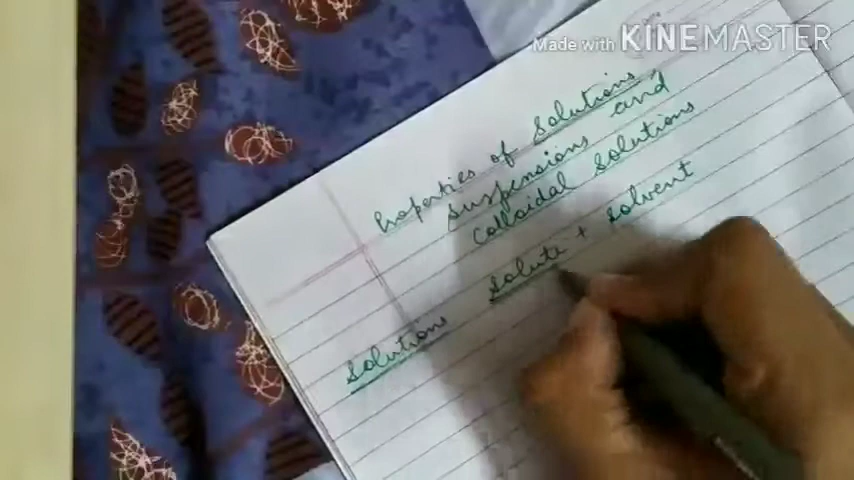 Made with KINEMASTER
Properties of Solutions
Suspensions and
Colloidal Solutions
Solute + Solvent
Solutions